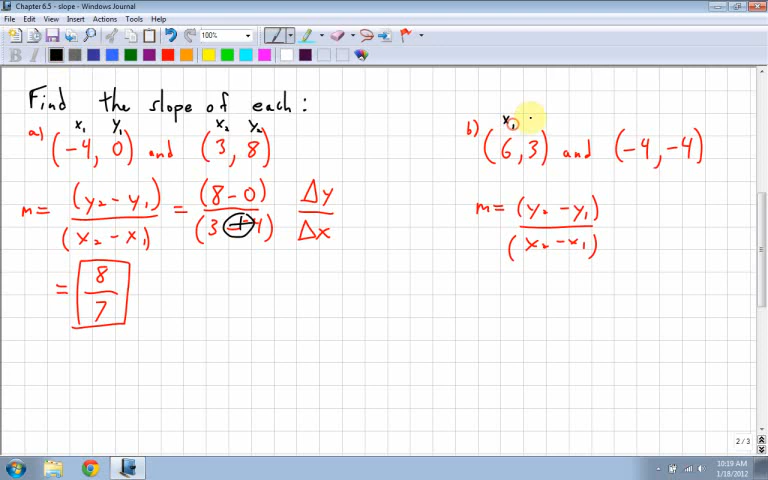 Chapter 6.5 - slope - Windows Journal
File Edit View Insert Actions Tools Help
100%
B I
Find the slope of each:
x₁ y₁ x₂ y₂
a) (-4, 0) and (3, 8)
m = (y₂ - y₁) / (x₂ - x₁) = (8 - 0) / (3 + 4) Δy / Δx
= 8/7
x₁
b) (6, 3) and (-4, -4)
m = (y₂ - y₁) / (x₂ - x₁)
2 / 3
10:19 AM
1/18/2012